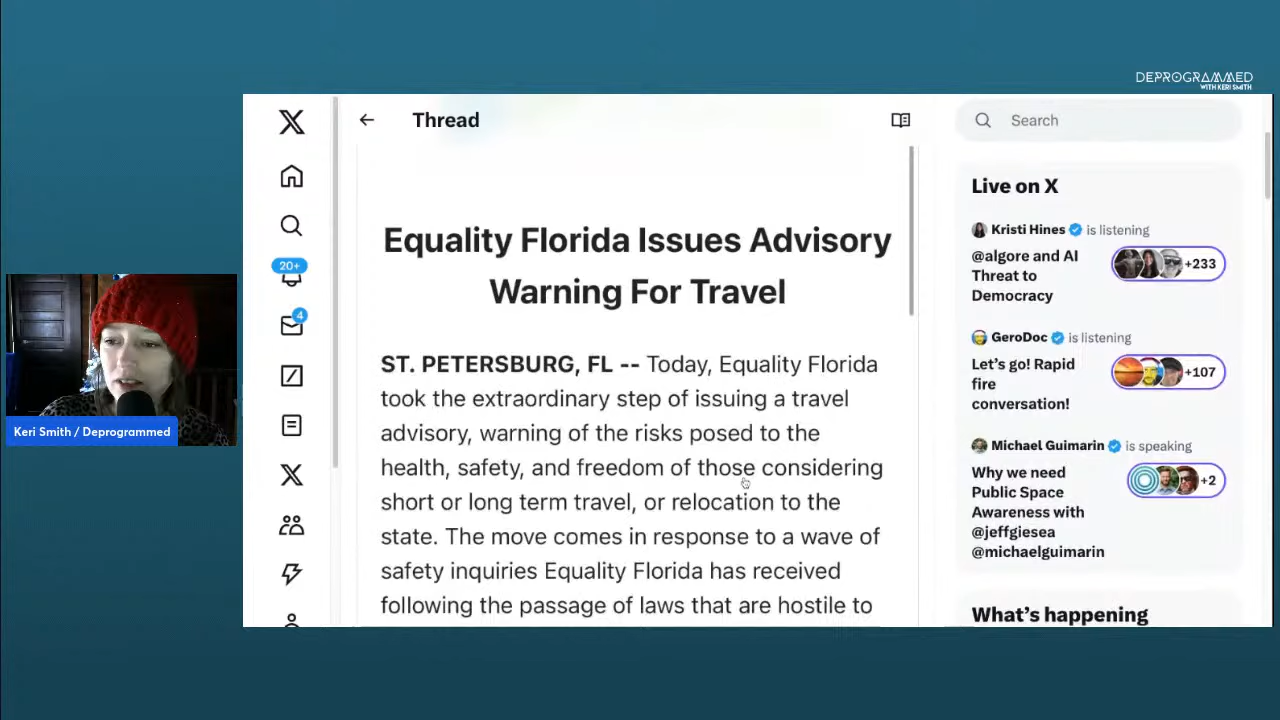 DEPROGRAMMED
WITH KERI SMITH
Thread
Search
Equality Florida Issues Advisory
Warning For Travel
ST. PETERSBURG, FL -- Today, Equality Florida
took the extraordinary step of issuing a travel
advisory, warning of the risks posed to the
health, safety, and freedom of those considering
short or long term travel, or relocation to the
state. The move comes in response to a wave of
safety inquiries Equality Florida has received
following the passage of laws that are hostile to
20+
4
Live on X
Kristi Hines is listening
@algore and AI
Threat to
Democracy
+233
GeroDoc is listening
Let's go! Rapid
fire
conversation!
+107
Michael Guimarin is speaking
Why we need
Public Space
Awareness with
@jeffgiesea
@michaelguimarin
+2
What's happening
Keri Smith / Deprogrammed